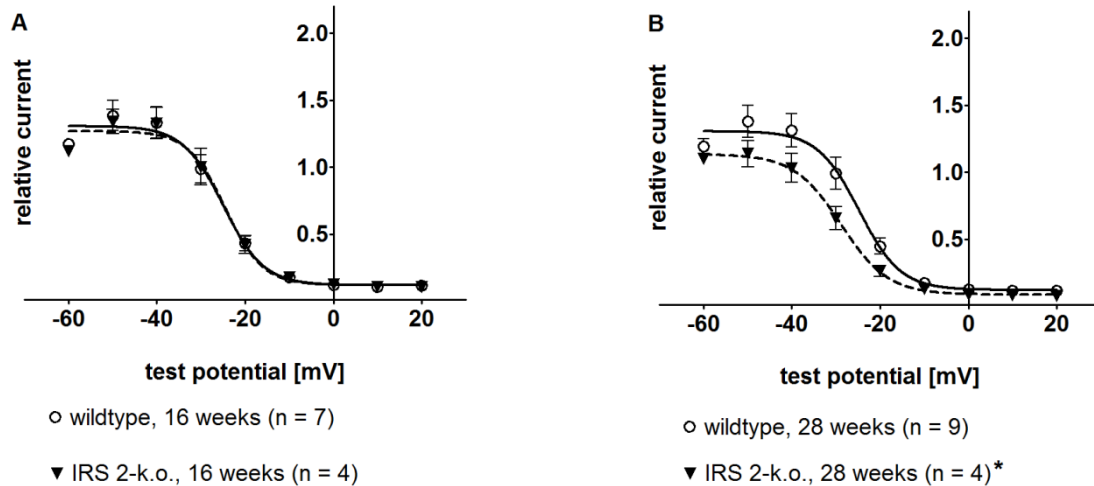 A
relative current
2.0
1.5
1.0
0.5
-60 -40 -20 0 20
test potential [mV]
wildtype, 16 weeks (n = 7)
IRS 2-k.o., 16 weeks (n = 4)
B
relative current
2.0
1.5
1.0
0.5
-60 -40 -20 0 20
test potential [mV]
wildtype, 28 weeks (n = 9)
IRS 2-k.o., 28 weeks (n = 4)*